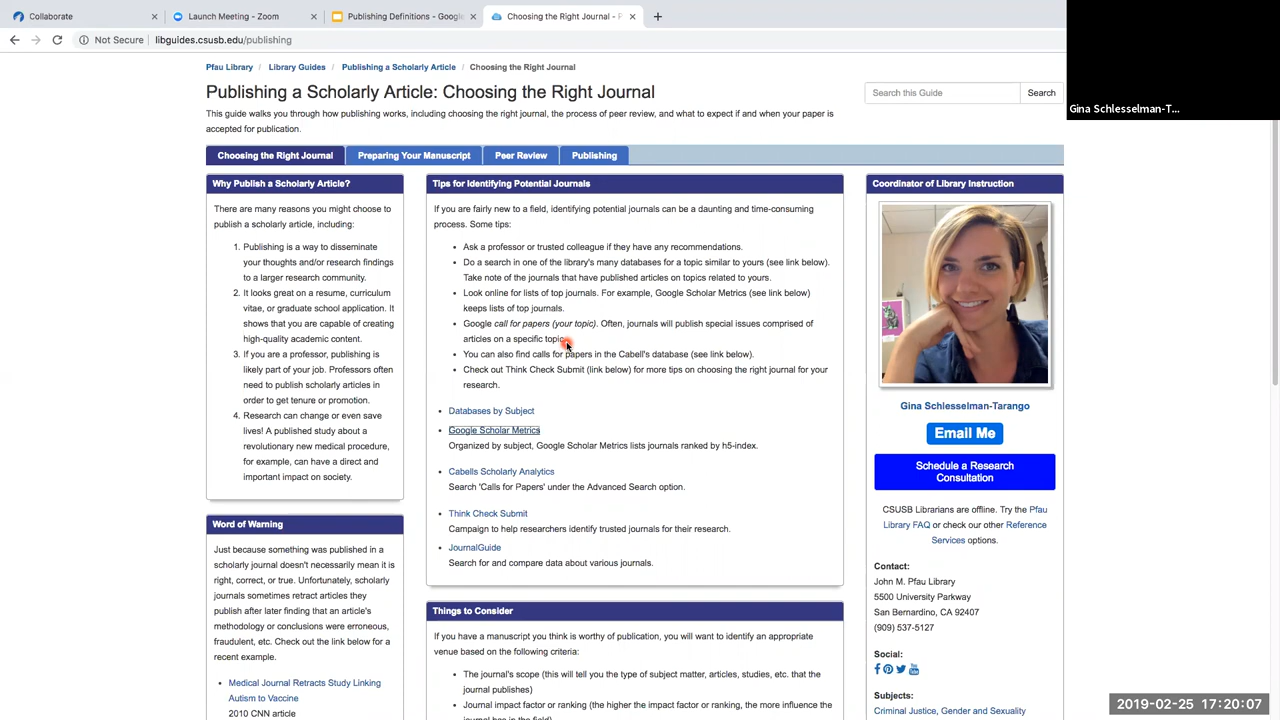 Collaborate
Launch Meeting - Zoom
Publishing Definitions - Google
Choosing the Right Journal - P
Not Secure
libguides.csusb.edu/publishing
Gina Schlesselman-T...
Pfau Library / Library Guides / Publishing a Scholarly Article / Choosing the Right Journal
Publishing a Scholarly Article: Choosing the Right Journal
Search this Guide
Search
This guide walks you through how publishing works, including choosing the right journal, the process of peer review, and what to expect if and when your paper is
accepted for publication.
Choosing the Right Journal
Preparing Your Manuscript
Peer Review
Publishing
Why Publish a Scholarly Article?
There are many reasons you might choose to
publish a scholarly article, including:
1. Publishing is a way to disseminate
your thoughts and/or research findings
to a larger research community.
2. It looks great on a resume, curriculum
vitae, or graduate school application. It
shows that you are capable of creating
high-quality academic content.
3. If you are a professor, publishing is
likely part of your job. Professors often
need to publish scholarly articles in
order to get tenure or promotion.
4. Research can change or even save
lives! A published study about a
revolutionary new medical procedure,
for example, can have a direct and
important impact on society.
Word of Warning
Just because something was published in a
scholarly journal doesn't necessarily mean it is
right, correct, or true. Unfortunately, scholarly
journals sometimes retract articles they
publish after later finding that an article's
methodology or conclusions were erroneous,
fraudulent, etc. Check out the link below for a
recent example.
• Medical Journal Retracts Study Linking
Autism to Vaccine
2010 CNN article
Tips for Identifying Potential Journals
If you are fairly new to a field, identifying potential journals can be a daunting and time-consuming
process. Some tips:
• Ask a professor or trusted colleague if they have any recommendations.
• Do a search in one of the library's many databases for a topic similar to yours (see link below).
Take note of the journals that have published articles on topics related to yours.
• Look online for lists of top journals. For example, Google Scholar Metrics (see link below)
keeps lists of top journals.
• Google call for papers (your topic). Often, journals will publish special issues comprised of
articles on a specific topic.
• You can also find calls for papers in the Cabell's database (see link below).
• Check out Think Check Submit (link below) for more tips on choosing the right journal for your
research.
• Databases by Subject
• Google Scholar Metrics
Organized by subject, Google Scholar Metrics lists journals ranked by h5-index.
• Cabells Scholarly Analytics
Search 'Calls for Papers' under the Advanced Search option.
• Think Check Submit
Campaign to help researchers identify trusted journals for their research.
• JournalGuide
Search for and compare data about various journals.
Things to Consider
If you have a manuscript you think is worthy of publication, you will want to identify an appropriate
venue based on the following criteria:
• The journal's scope (this will tell you the type of subject matter, articles, studies, etc. that the
journal publishes)
• Journal impact factor or ranking (the higher the impact factor or ranking, the more influence the
journal has in the field)
Coordinator of Library Instruction
Gina Schlesselman-Tarango
Email Me
Schedule a Research
Consultation
CSUSB Librarians are offline. Try the Pfau
Library FAQ or check our other Reference
Services options.
Contact:
John M. Pfau Library
5500 University Parkway
San Bernardino, CA 92407
(909) 537-5127
Social:
Subjects:
Criminal Justice, Gender and Sexuality
2019-02-25 17:20:07